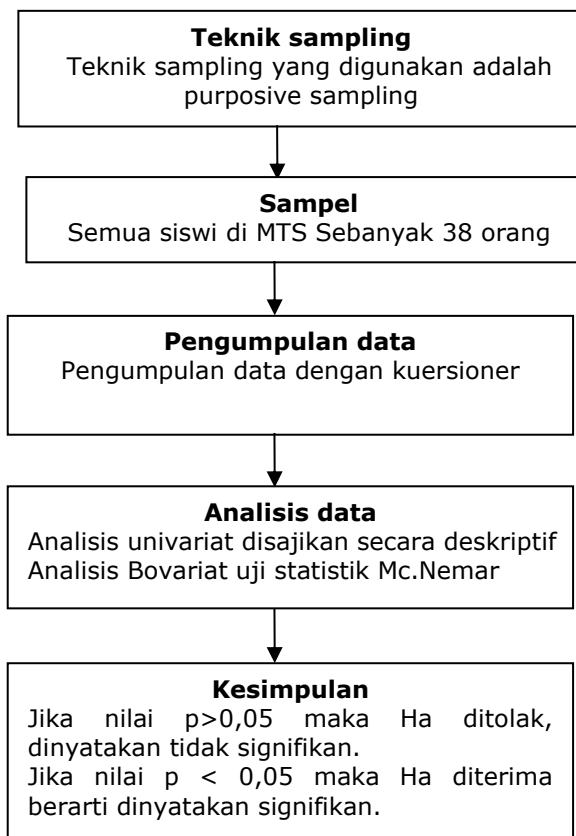 Teknik sampling
Teknik sampling yang digunakan adalah
purposive sampling
Sampel
Semua siswi di MTS Sebanyak 38 orang
Pengumpulan data
Pengumpulan data dengan kuersioner
Analisis data
Analisis univariat disajikan secara deskriptif
Analisis Bovariat uji statistik Mc.Nemar
Kesimpulan
Jika nilai p>0,05 maka Ha ditolak,
dinyatakan tidak signifikan.
Jika nilai p < 0,05 maka Ha diterima
berarti dinyatakan signifikan.